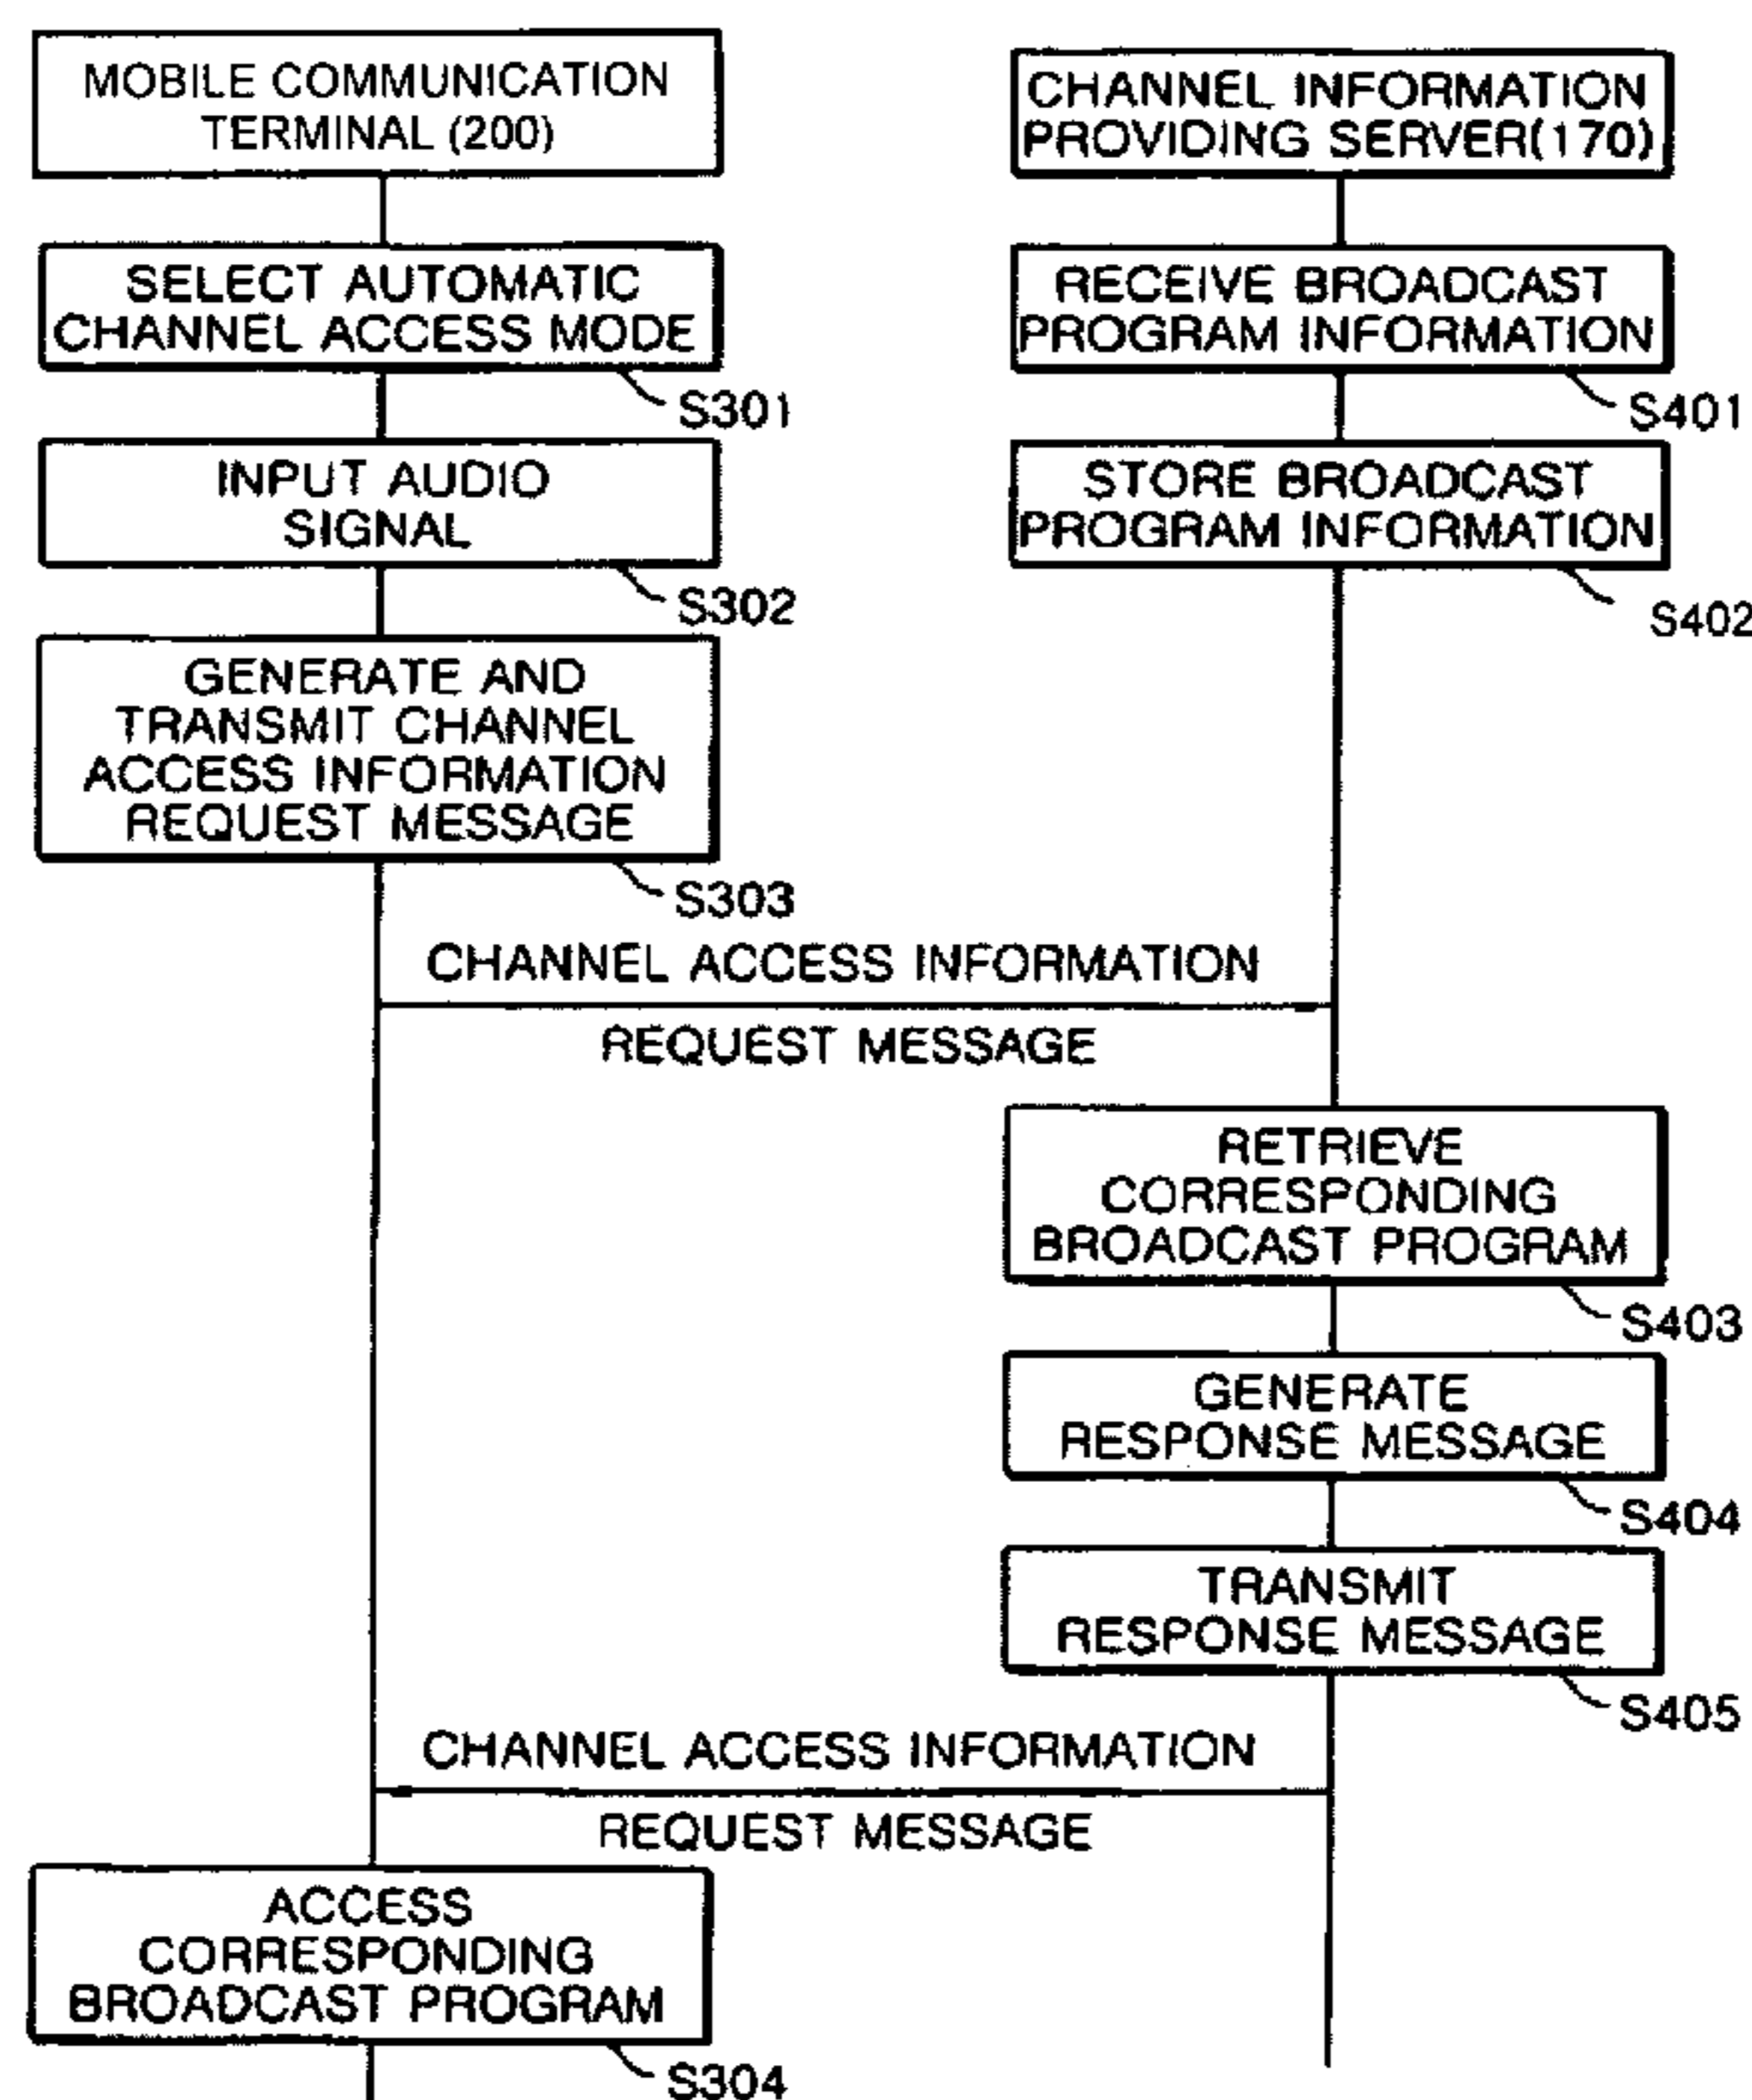 MOBILE COMMUNICATION
TERMINAL (200)
CHANNEL INFORMATION
PROVIDING SERVER(170)
SELECT AUTOMATIC
CHANNEL ACCESS MODE
S301
RECEIVE BROADCAST
PROGRAM INFORMATION
S401
INPUT AUDIO
SIGNAL
S302
STORE BROADCAST
PROGRAM INFORMATION
S402
GENERATE AND
TRANSMIT CHANNEL
ACCESS INFORMATION
REQUEST MESSAGE
S303
CHANNEL ACCESS INFORMATION
REQUEST MESSAGE
RETRIEVE
CORRESPONDING
BROADCAST PROGRAM
S403
GENERATE
RESPONSE MESSAGE
S404
TRANSMIT
RESPONSE MESSAGE
S405
CHANNEL ACCESS INFORMATION
REQUEST MESSAGE
ACCESS
CORRESPONDING
BROADCAST PROGRAM
S304